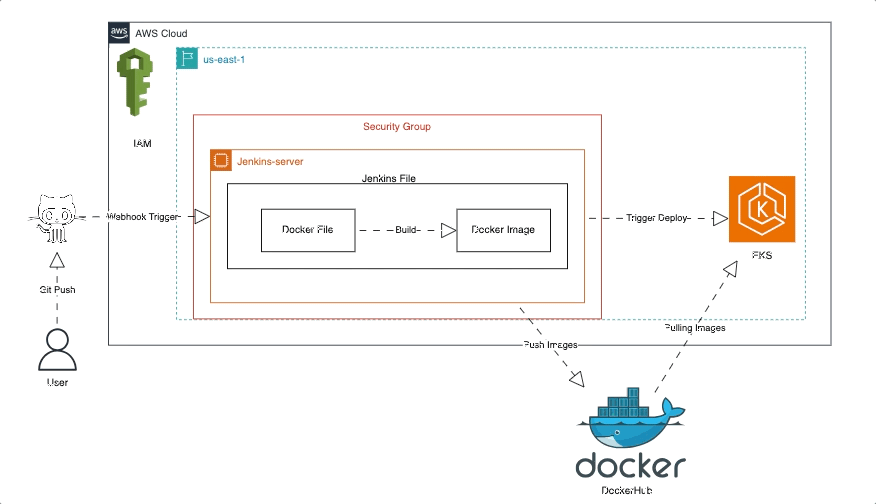 aws
AWS Cloud
us-east-1
IAM
Security Group
Jenkins-server
Jenkins File
Webhook Trigger
Docker File
Build
Docker Image
Trigger Deploy
EKS
Git Push
Pulling Images
Push Images
User
docker
DockerHub